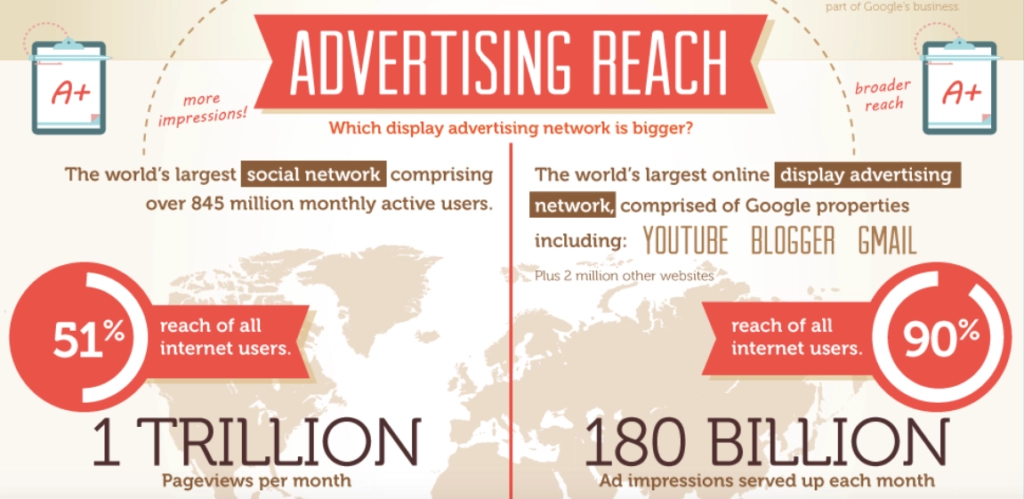 part of Google's business.
ADVERTISING REACH
A+
more
impressions!
broader
reach
A+
Which display advertising network is bigger?
The world's largest social network comprising
over 845 million monthly active users.
51%
reach of all
internet users.
1 TRILLION
Pageviews per month
The world's largest online display advertising
network, comprised of Google properties
including: YOUTUBE BLOGGER GMAIL
Plus 2 million other websites
reach of all
internet users.
90%
180 BILLION
Ad impressions served up each month